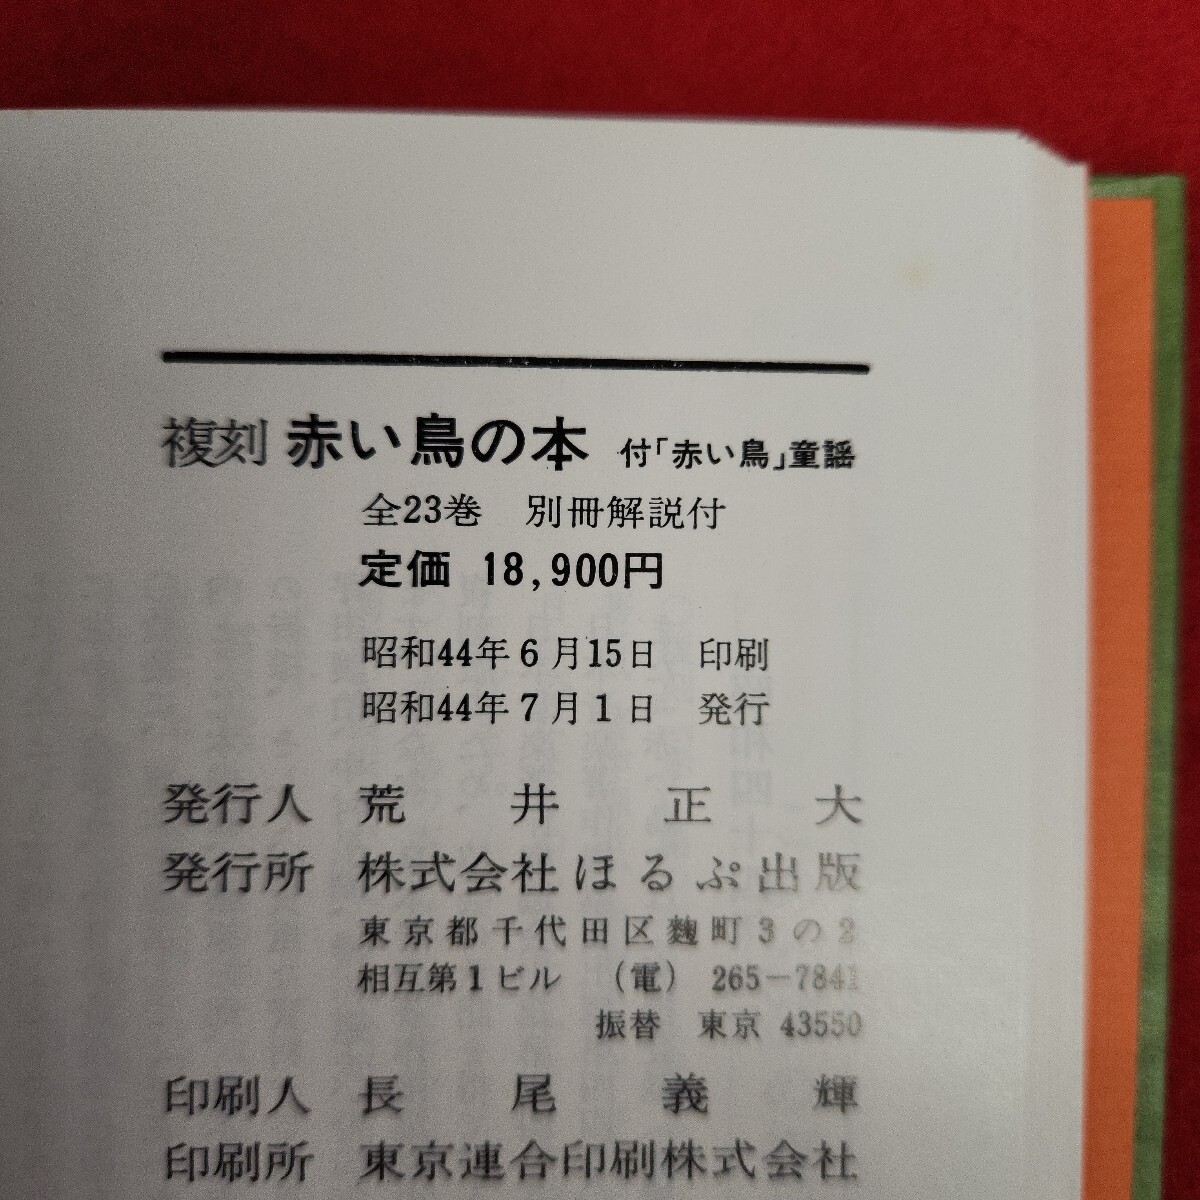 複刻 赤い鳥の本 付「赤い鳥」童謡
全23巻 別冊解説付
定価 18,900円
昭和44年6月15日 印刷
昭和44年7月1日 発行
発行人 荒井正大
発行所 株式会社ほるぷ出版
東京都千代田区麹町3の2
相互第1ビル (電) 265-7841
振替 東京 43550
印刷人 長尾義輝
印刷所 東京連合印刷株式会社